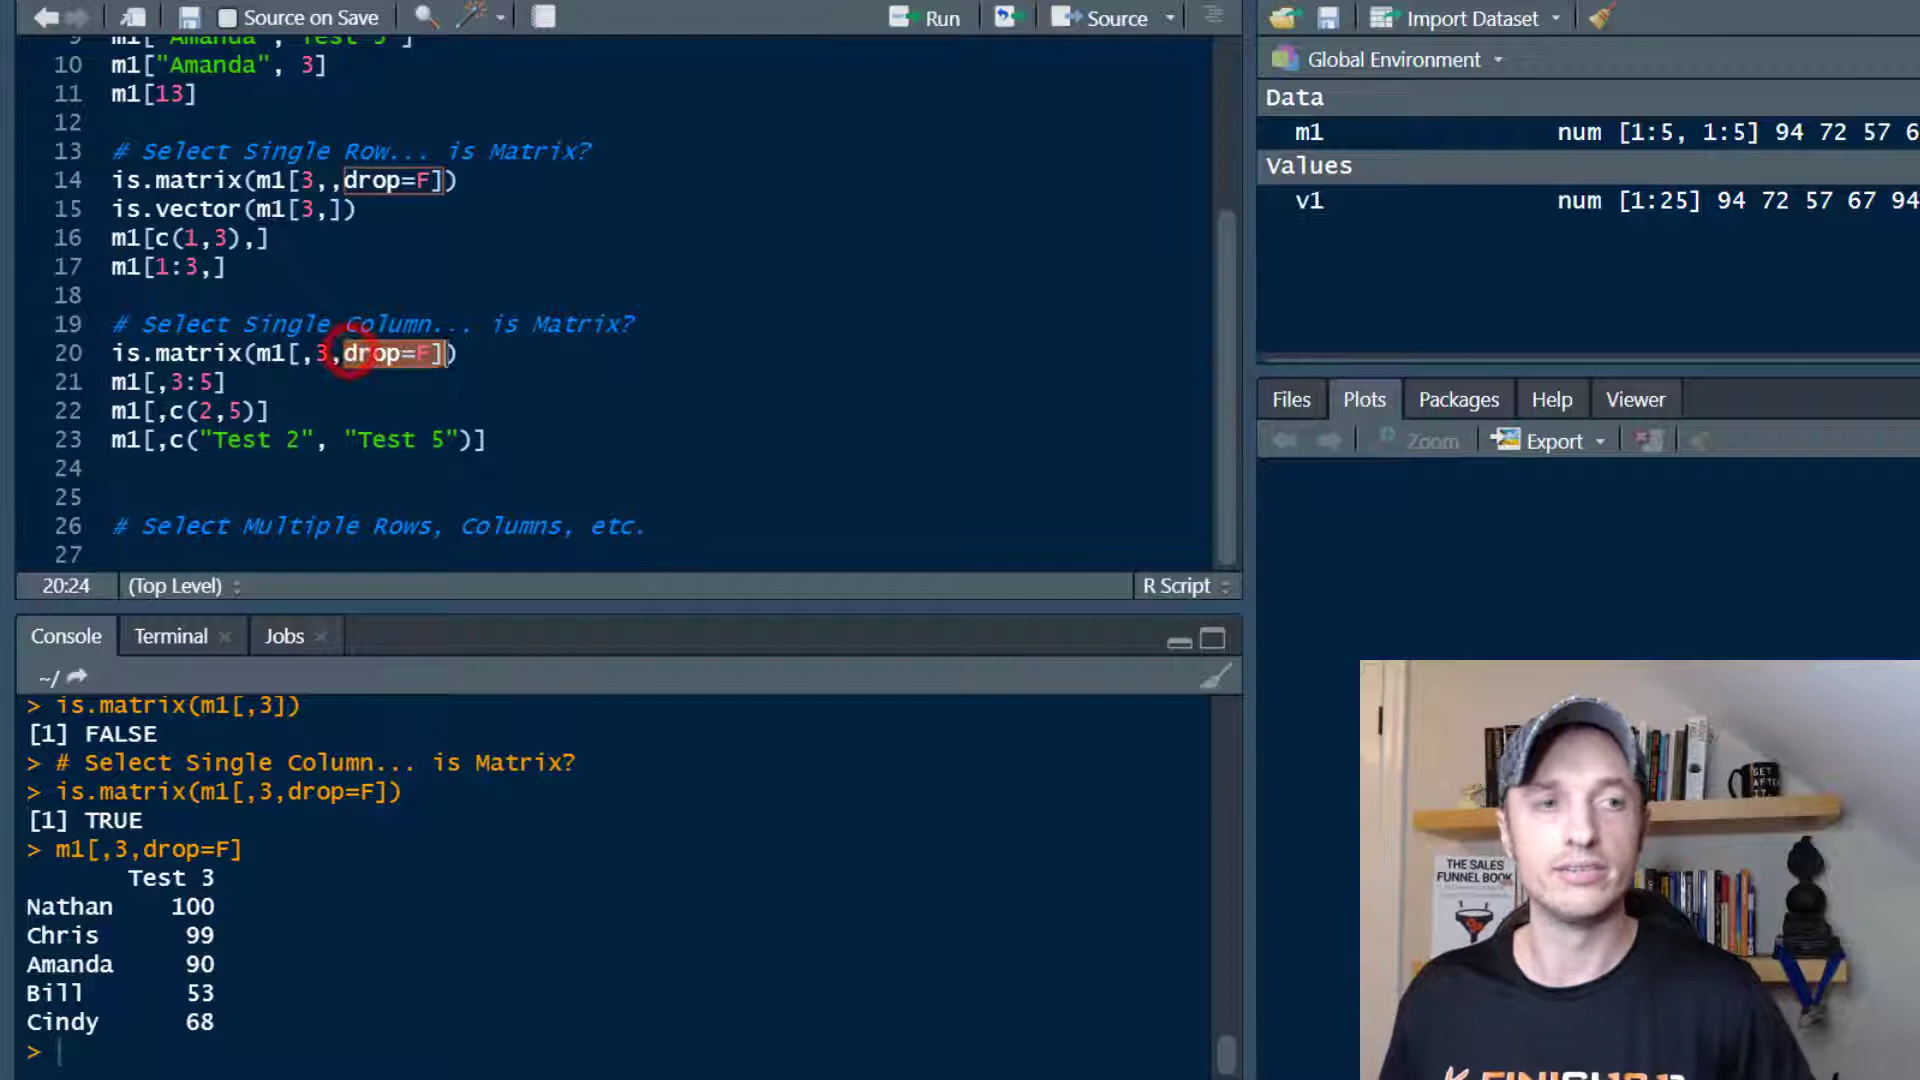 Source on Save
Run
Source
Import Dataset
9 m1["Amanda", "Test 5"]
10 m1["Amanda", 3]
11 m1[13]
12
13 # Select Single Row... is Matrix?
14 is.matrix(m1[3,,drop=F])
15 is.vector(m1[3,])
16 m1[c(1,3),]
17 m1[1:3,]
18
19 # Select Single Column... is Matrix?
20 is.matrix(m1[,3,drop=F])
21 m1[,3:5]
22 m1[,c(2,5)]
23 m1[,c("Test 2", "Test 5")]
24
25
26 # Select Multiple Rows, Columns, etc.
27
20:24 (Top Level) R Script
Global Environment
Data
m1 num [1:5, 1:5] 94 72 57 6
Values
v1 num [1:25] 94 72 57 67 94
Files Plots Packages Help Viewer
Zoom Export
Console Terminal Jobs
~/
> is.matrix(m1[,3])
[1] FALSE
> # Select Single Column... is Matrix?
> is.matrix(m1[,3,drop=F])
[1] TRUE
> m1[,3,drop=F]
Test 3
Nathan 100
Chris 99
Amanda 90
Bill 53
Cindy 68
>
GET
AFTER
THE SALES
FUNNEL BOOK